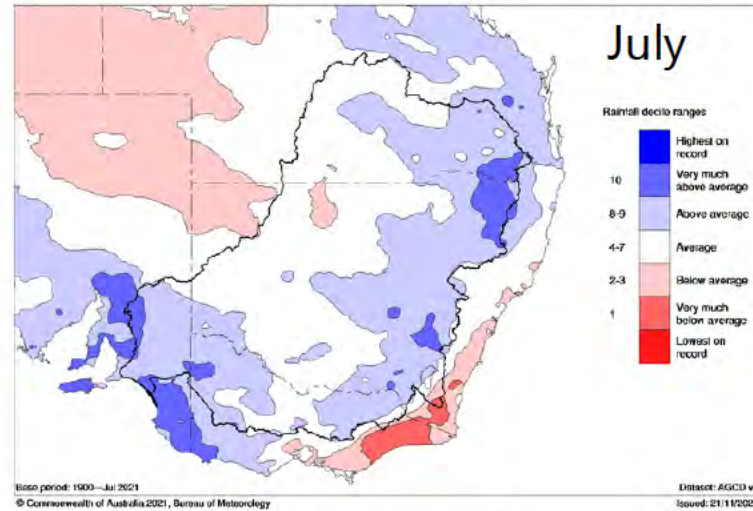 July
Rainfall decile ranges
Highest on
record
10 Very much
above average
8-9 Above average
4-7 Average
2-3 Below average
1 Very much
below average
Lowest on
record
Base period: 1900—Jul 2021
Dataset: AGCD v
© Commonwealth of Australia 2021, Bureau of Meteorology
Issued: 21/11/202